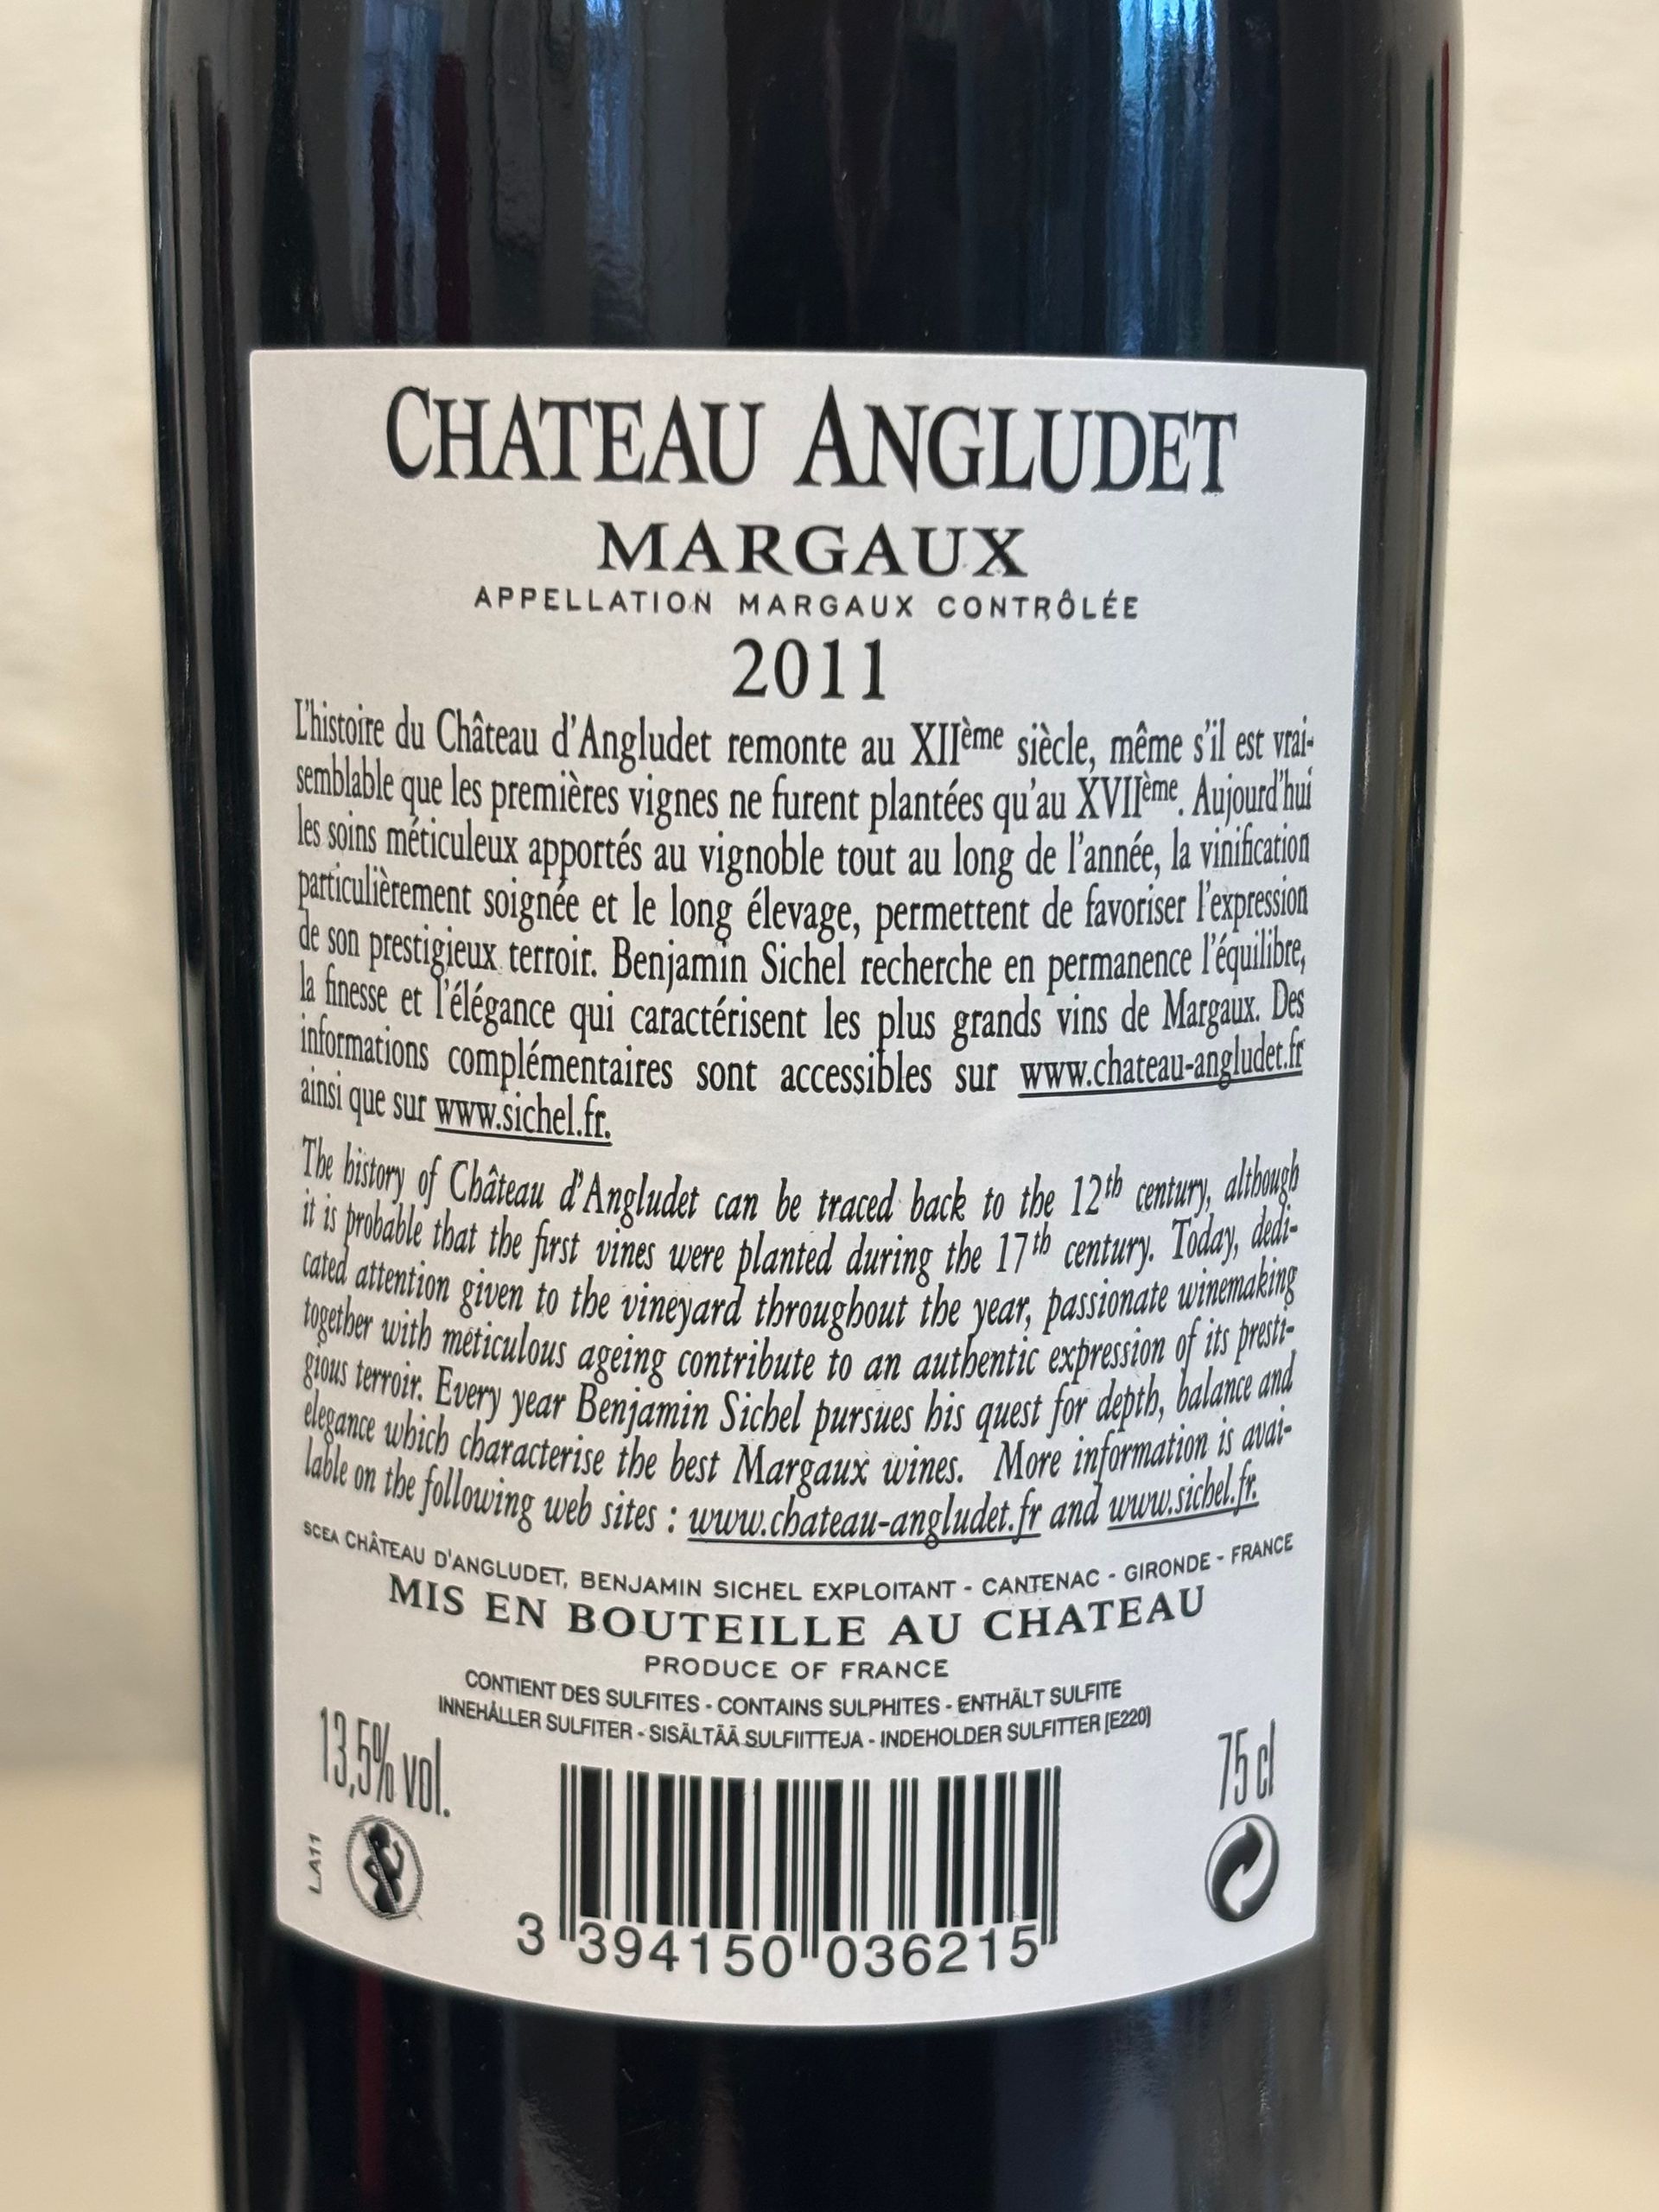 CHATEAU ANGLUDET
MARGAUX
APPELLATION MARGAUX CONTRÔLÉE
2011
L'histoire du Château d'Angludet remonte au XIIème siècle, même s'il est vrai-
semblable que les premières vignes ne furent plantées qu'au XVIIème. Aujourd'hui
les soins méticuleux apportés au vignoble tout au long de l'année, la vinification
particulièrement soignée et le long élevage, permettent de favoriser l'expression
de son prestigieux terroir. Benjamin Sichel recherche en permanence l'équilibre,
la finesse et l'élégance qui caractérisent les plus grands vins de Margaux. Des
informations complémentaires sont accessibles sur www.chateau-angludet.fr
ainsi que sur www.sichel.fr.
The history of Château d'Angludet can be traced back to the 12th century, although
it is probable that the first vines were planted during the 17th century. Today, dedi-
cated attention given to the vineyard throughout the year, passionate winemaking
together with meticulous ageing contribute to an authentic expression of its presti-
gious terroir. Every year Benjamin Sichel pursues his quest for depth, balance and
elegance which characterise the best Margaux wines. More information is avai-
lable on the following web sites : www.chateau-angludet.fr and www.sichel.fr.
SCEA CHÂTEAU D'ANGLUDET, BENJAMIN SICHEL EXPLOITANT - CANTENAC - GIRONDE - FRANCE
MIS EN BOUTEILLE AU CHATEAU
PRODUCE OF FRANCE
CONTIENT DES SULFITES - CONTAINS SULPHITES - ENTHÄLT SULFITE
INNEHÅLLER SULFITER - SISÄLTÄÄ SULFIITTEJA - INDEHOLDER SULFITTER [E220]
13,5% vol.
75 cl
LA11
3 394150 036215